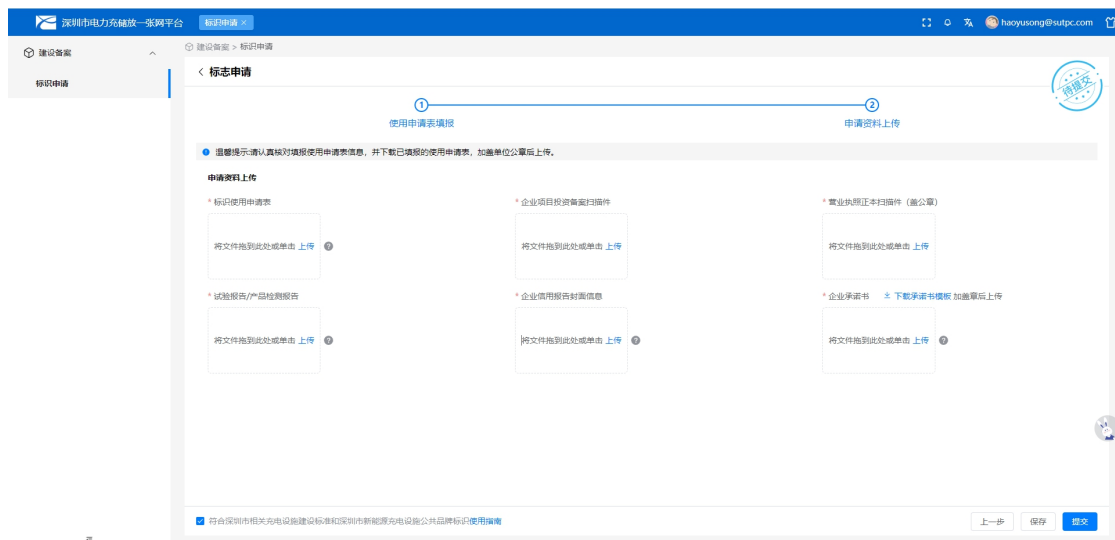 深圳市电力充储放一张网平台 标识申请 × haoyusong@sutpc.com
建设备案
建设备案 > 标识申请
标识申请
标志申请
待提交
1 2
使用申请表填报 申请资料上传
温馨提示:请认真核对填报使用申请表信息，并下载已填报的使用申请表，加盖单位公章后上传。
申请资料上传
* 标识使用申请表 * 企业项目投资备案扫描件 * 营业执照正本扫描件（盖公章）
将文件拖到此处或单击 上传 ? 将文件拖到此处或单击 上传 将文件拖到此处或单击 上传
* 试验报告/产品检测报告 * 企业信用报告封面信息 * 企业承诺书 下载承诺书模板 加盖章后上传
将文件拖到此处或单击 上传 ? 将文件拖到此处或单击 上传 ? 将文件拖到此处或单击 上传 ?
符合深圳市相关充电设施建设标准和深圳市新能源充电设施公共品牌标识使用指南 上一步 保存 提交